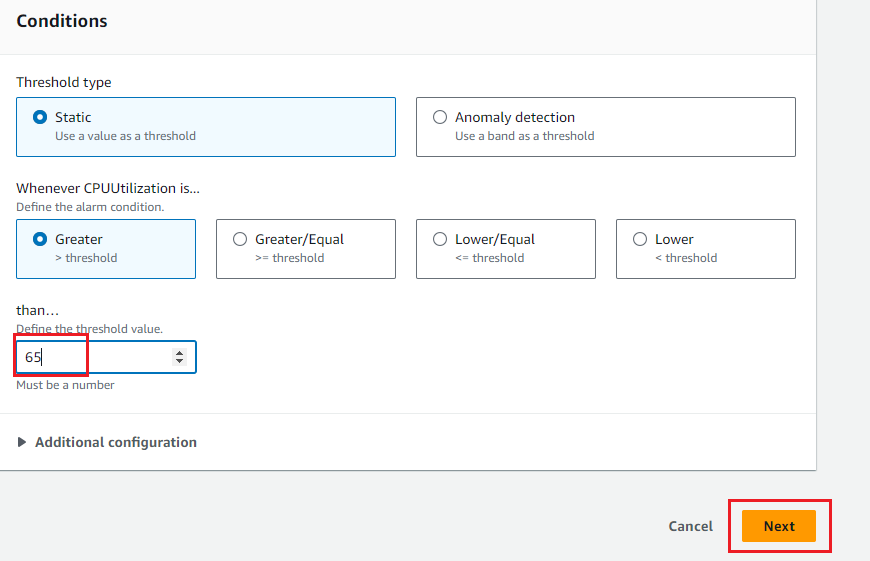 Conditions
Threshold type
Static
Use a value as a threshold
Anomaly detection
Use a band as a threshold
Whenever CPUUtilization is...
Define the alarm condition.
Greater
> threshold
Greater/Equal
>= threshold
Lower/Equal
<= threshold
Lower
< threshold
than...
Define the threshold value.
65
Must be a number
Additional configuration
Cancel
Next